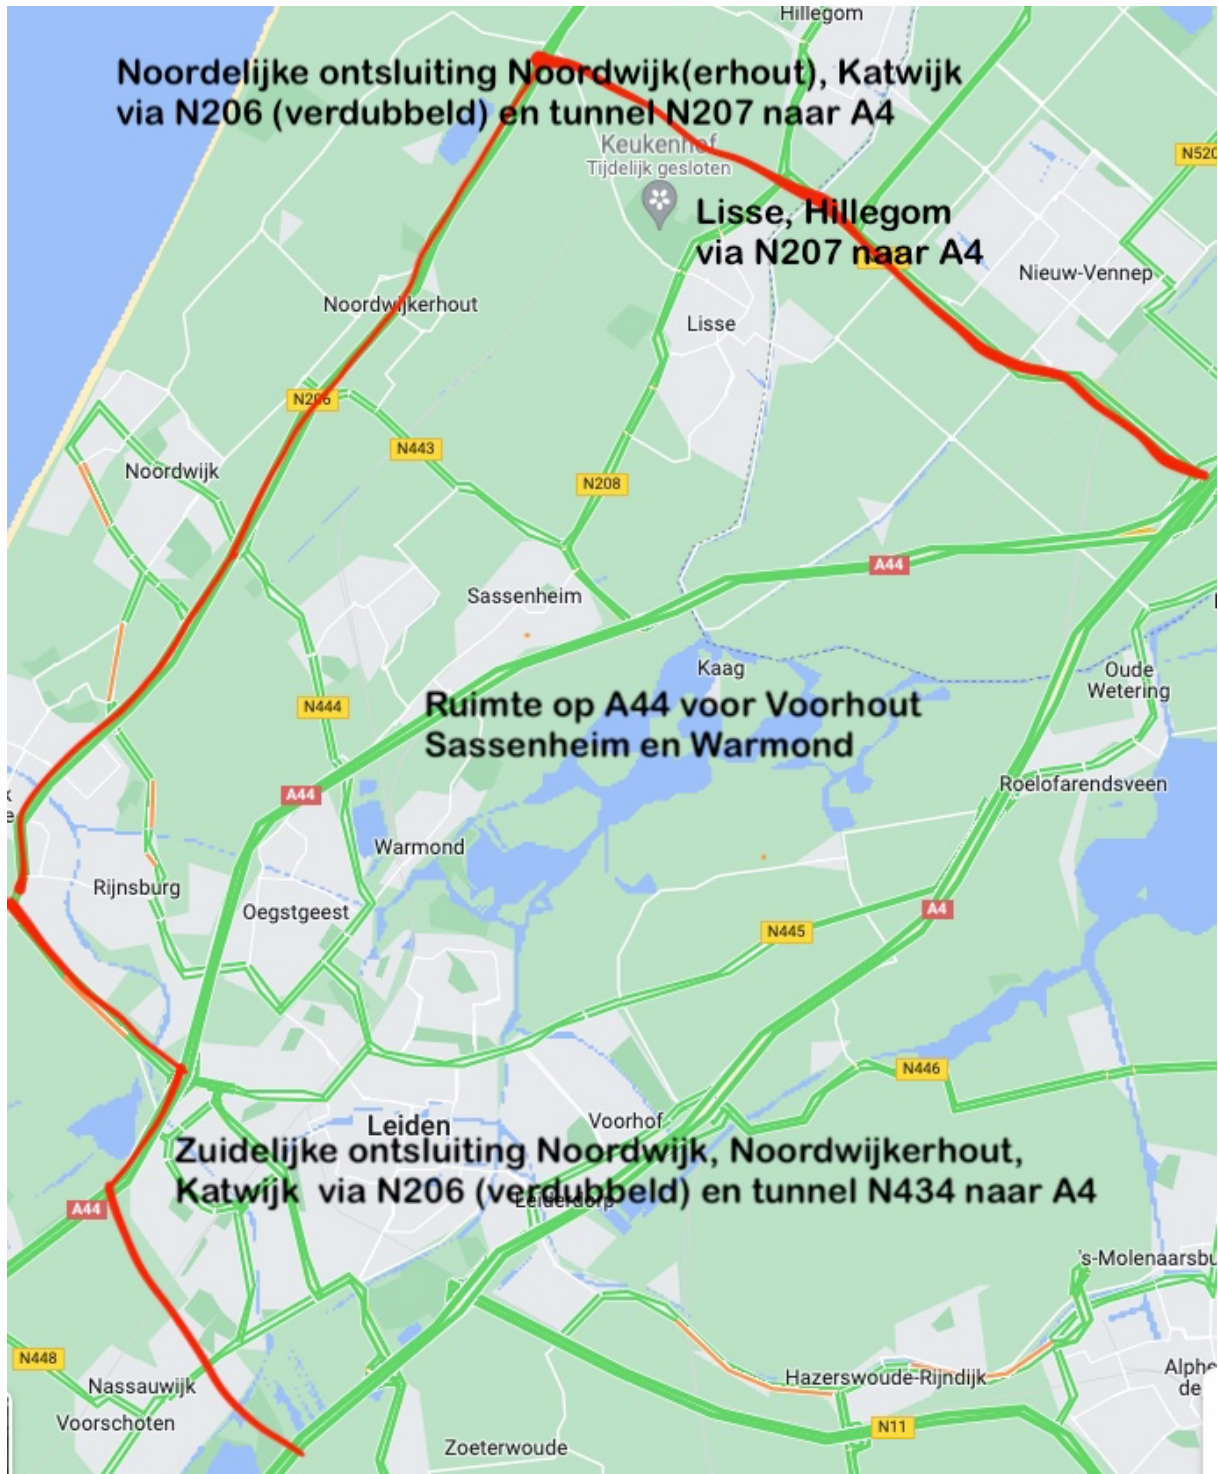 Hillegom
Noordelijke ontsluiting Noordwijk(erhout), Katwijk
via N206 (verdubbeld) en tunnel N207 naar A4
Keukenhof
Tijdelijk gesloten
N520
Lisse, Hillegom
via N207 naar A4
Nieuw-Vennep
Noordwijkerhout
Lisse
N206
N443
Noordwijk
N208
A44
Sassenheim
Kaag
Oude
Wetering
N444
Ruimte op A44 voor Voorhout
Sassenheim en Warmond
A44
Roelofarendsveen
Warmond
Rijnsburg
Oegstgeest
A4
N445
N446
Leiden
Voorhof
Zuidelijke ontsluiting Noordwijk, Noordwijkerhout,
Katwijk via N206 (verdubbeld) en tunnel N434 naar A4
Leiderdorp
A44
's-Molenaarsbu
N448
Nassauwijk
Hazerswoude-Rijndijk
Alphe
de
Voorschoten
N11
Zoeterwoude